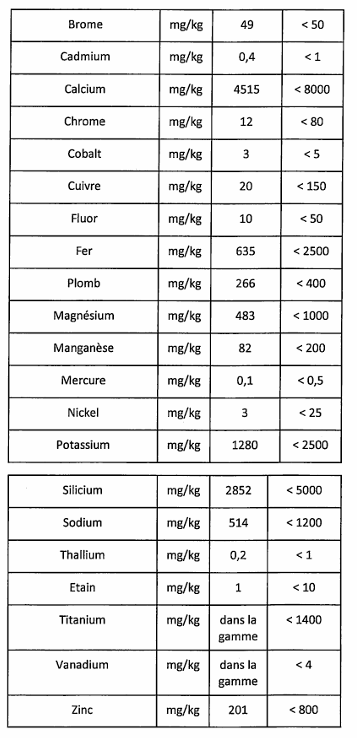 Brome mg/kg 49 < 50
Cadmium mg/kg 0,4 < 1
Calcium mg/kg 4515 < 8000
Chrome mg/kg 12 < 80
Cobalt mg/kg 3 < 5
Cuivre mg/kg 20 < 150
Fluor mg/kg 10 < 50
Fer mg/kg 635 < 2500
Plomb mg/kg 266 < 400
Magnésium mg/kg 483 < 1000
Manganèse mg/kg 82 < 200
Mercure mg/kg 0,1 < 0,5
Nickel mg/kg 3 < 25
Potassium mg/kg 1280 < 2500
Silicium mg/kg 2852 < 5000
Sodium mg/kg 514 < 1200
Thallium mg/kg 0,2 < 1
Etain mg/kg 1 < 10
Titanium mg/kg dans la < 1400
gamme
Vanadium mg/kg dans la < 4
gamme
Zinc mg/kg 201 < 800